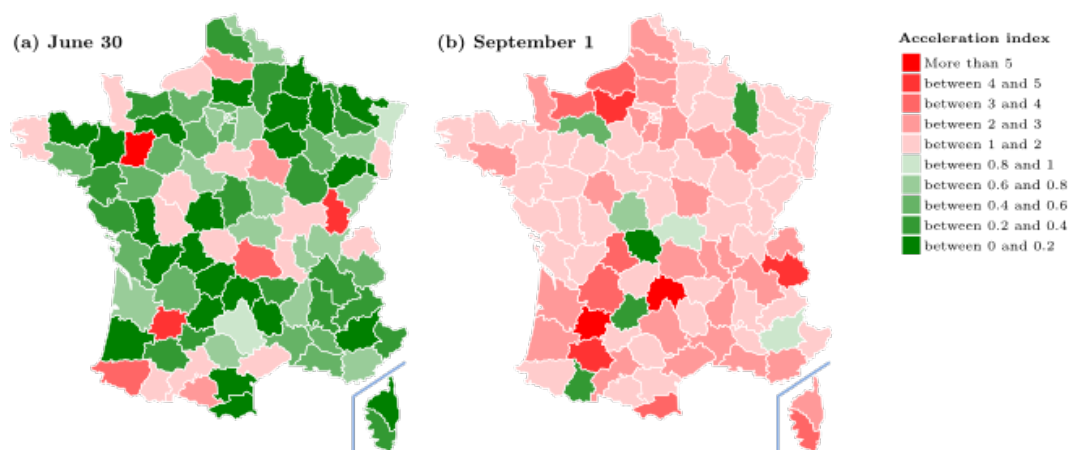 (a) June 30
(b) September 1
Acceleration index
More than 5
between 4 and 5
between 3 and 4
between 2 and 3
between 1 and 2
between 0.8 and 1
between 0.6 and 0.8
between 0.4 and 0.6
between 0.2 and 0.4
between 0 and 0.2